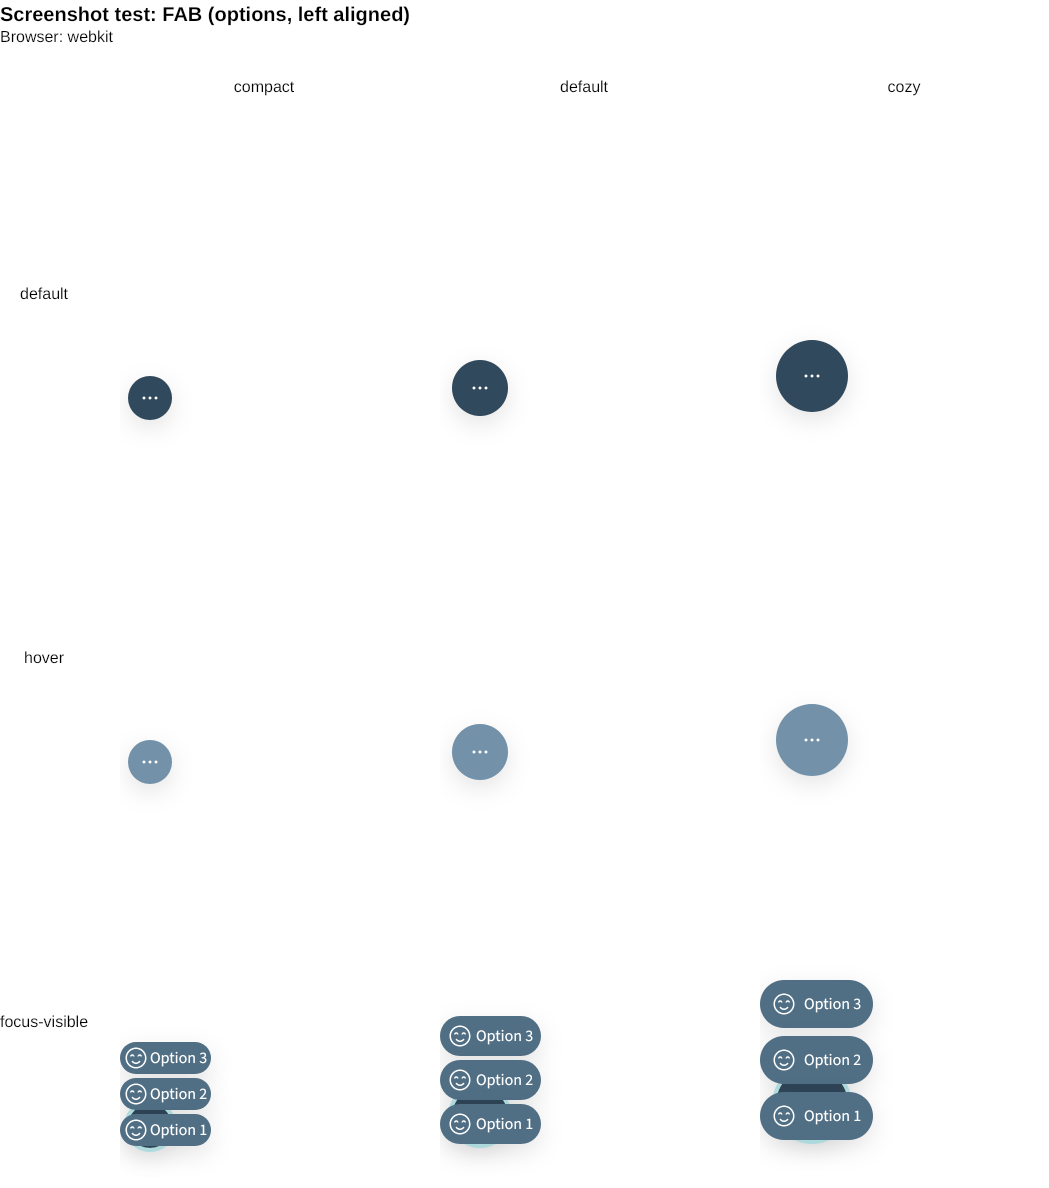 Screenshot test: FAB (options, left aligned)
Browser: webkit
compact default cozy
default
hover
focus-visible
Option 3 Option 3 Option 3
Option 2 Option 2 Option 2
Option 1 Option 1 Option 1